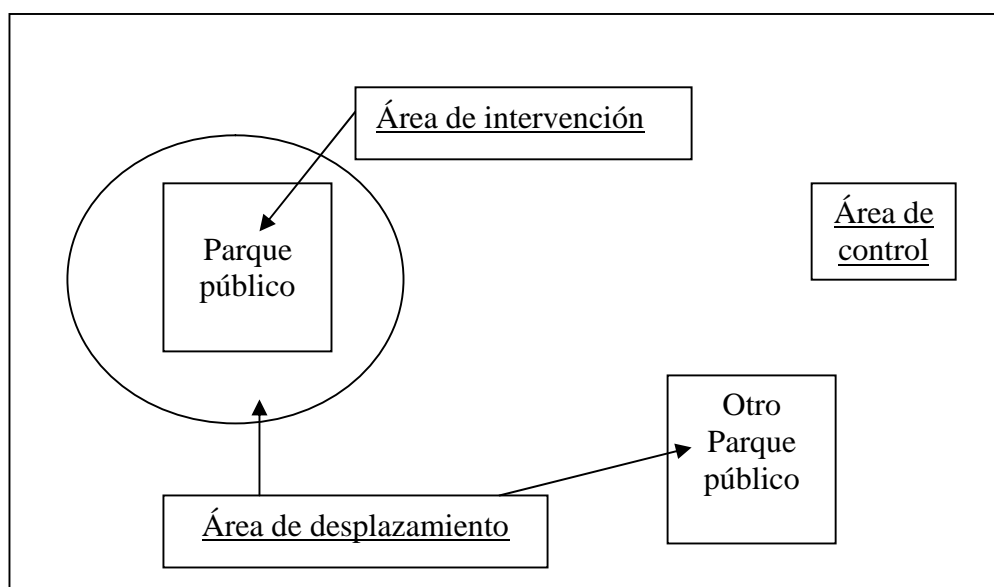 Área de intervención
Parque
público
Área de
control
Otro
Parque
público
Área de desplazamiento